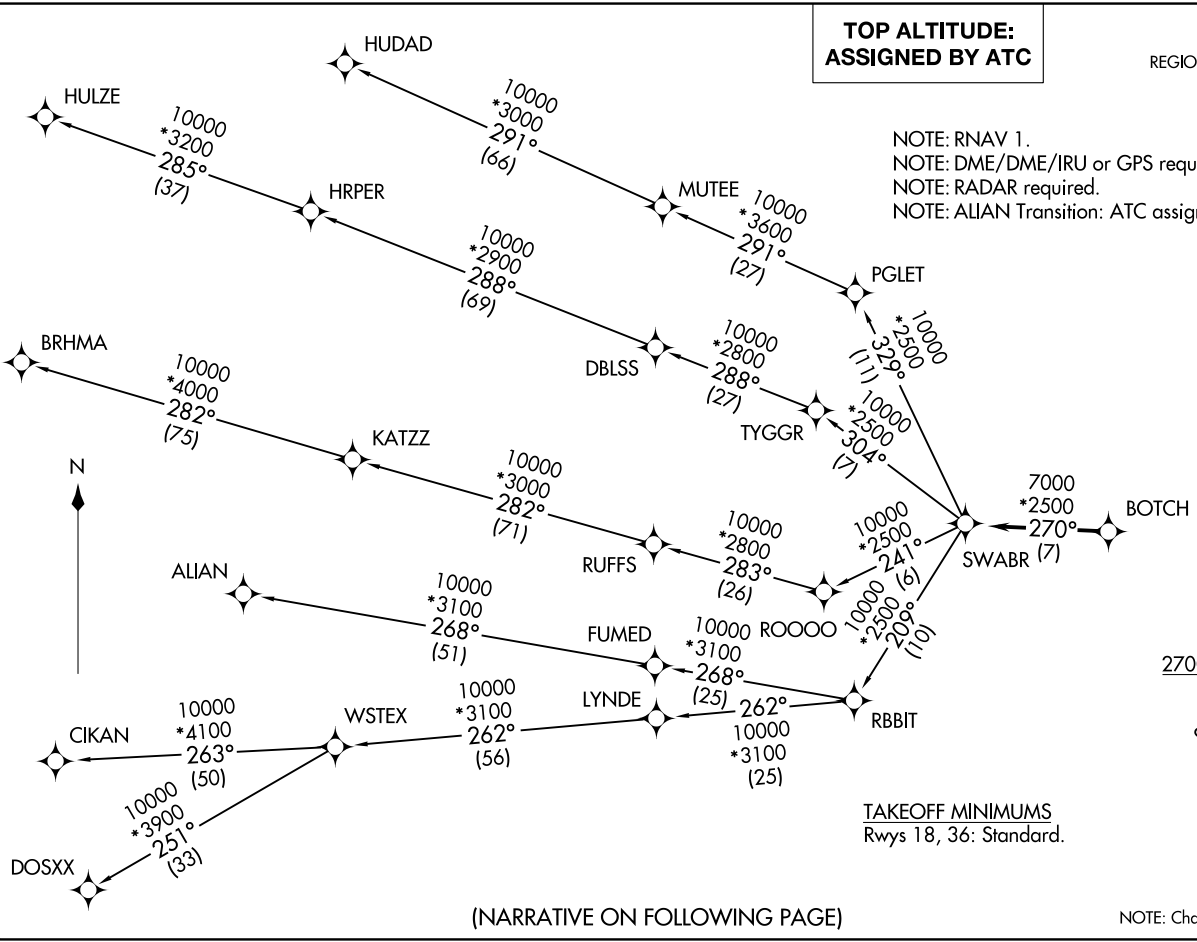 TOP ALTITUDE:
ASSIGNED BY ATC
REGIO
NOTE: RNAV 1.
NOTE: DME/DME/IRU or GPS requ
NOTE: RADAR required.
NOTE: ALIAN Transition: ATC assign
HUDAD
10000
*3000
291°
(66)
HULZE
10000
*3200
285°
(37)
HRPER
MUTEE
10000
*3600
291°
(27)
PGLET
10000
*2900
288°
(69)
10000
*2500
329°
(11)
BRHMA
10000
*4000
282°
(75)
DBLSS
10000
*2800
288°
(27)
TYGGR
10000
*2500
304°
(7)
KATZZ
N
10000
*3000
282°
(71)
7000
*2500
270°
(7)
BOTCH
SWABR
RUFFS
10000
*2800
283°
(26)
10000
*2500
241°
(6)
ROOOO
10000
*2500
209°
(10)
ALIAN
10000
*3100
268°
(51)
FUMED
10000
*3100
268°
(25)
270
LYNDE
262°
10000
*3100
(25)
RBBIT
WSTEX
10000
*3100
262°
(56)
CIKAN
10000
*4100
263°
(50)
10000
*3900
251°
(33)
DOSXX
TAKEOFF MINIMUMS
Rwys 18, 36: Standard.
(NARRATIVE ON FOLLOWING PAGE)
NOTE: Cha